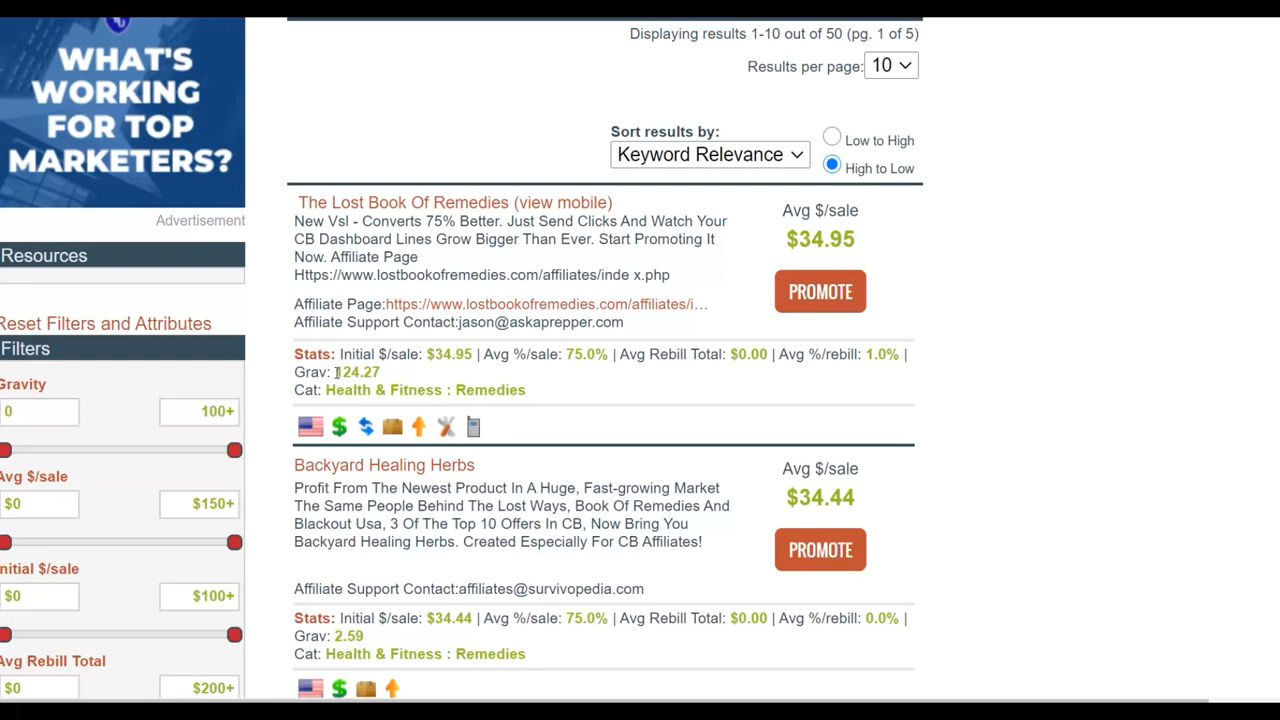 WHAT'S
WORKING
FOR TOP
MARKETERS?
Advertisement
Resources
Reset Filters and Attributes
Filters
Gravity
0 100+
Avg $/sale
$0 $150+
Initial $/sale
$0 $100+
Avg Rebill Total
$0 $200+
Displaying results 1-10 out of 50 (pg. 1 of 5)
Results per page: 10
Sort results by:
Keyword Relevance
Low to High
High to Low
The Lost Book Of Remedies (view mobile)
New Vsl - Converts 75% Better. Just Send Clicks And Watch Your
CB Dashboard Lines Grow Bigger Than Ever. Start Promoting It
Now. Affiliate Page
Https://www.lostbookofremedies.com/affiliates/inde x.php
Affiliate Page:https://www.lostbookofremedies.com/affiliates/i…
Affiliate Support Contact:jason@askaprepper.com
Avg $/sale
$34.95
PROMOTE
Stats: Initial $/sale: $34.95 | Avg %/sale: 75.0% | Avg Rebill Total: $0.00 | Avg %/rebill: 1.0% |
Grav: 124.27
Cat: Health & Fitness : Remedies
Backyard Healing Herbs
Profit From The Newest Product In A Huge, Fast-growing Market
The Same People Behind The Lost Ways, Book Of Remedies And
Blackout Usa, 3 Of The Top 10 Offers In CB, Now Bring You
Backyard Healing Herbs. Created Especially For CB Affiliates!
Affiliate Support Contact:affiliates@survivopedia.com
Avg $/sale
$34.44
PROMOTE
Stats: Initial $/sale: $34.44 | Avg %/sale: 75.0% | Avg Rebill Total: $0.00 | Avg %/rebill: 0.0% |
Grav: 2.59
Cat: Health & Fitness : Remedies